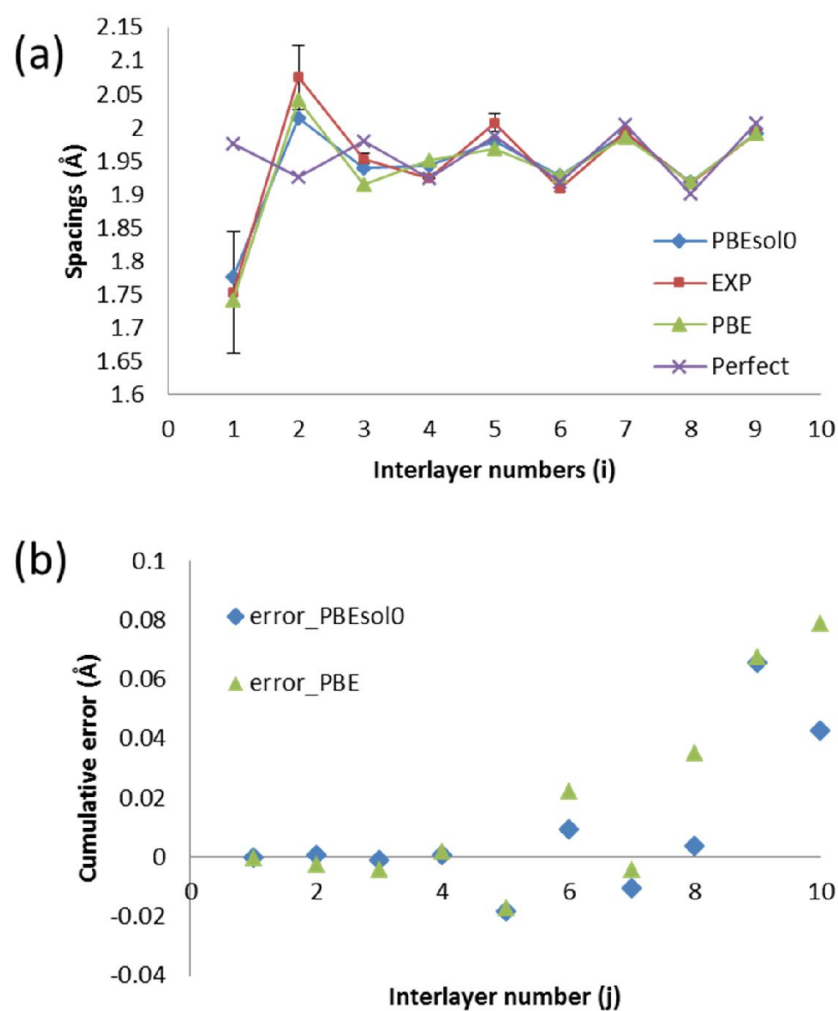 (a)
2.15
2.1
2.05
2
1.95
1.9
1.85
1.8
1.75
1.7
1.65
1.6
Spacings (Å)
PBEsol0
EXP
PBE
Perfect
0 1 2 3 4 5 6 7 8 9 10
Interlayer numbers (i)
(b)
0.1
0.08
0.06
0.04
0.02
0
-0.02
-0.04
Cumulative error (Å)
error_PBEsol0
error_PBE
0 2 4 6 8 10
Interlayer number (j)